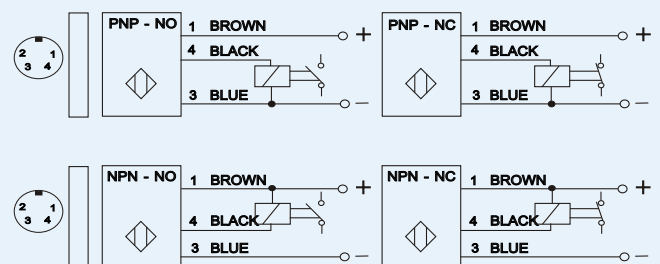 PNP - NO
1 BROWN +
4 BLACK
3 BLUE –
2 1
3 4
PNP - NC
1 BROWN +
4 BLACK
3 BLUE –
NPN - NO
1 BROWN +
4 BLACK
3 BLUE –
2 1
3 4
NPN - NC
1 BROWN +
4 BLACK
3 BLUE –